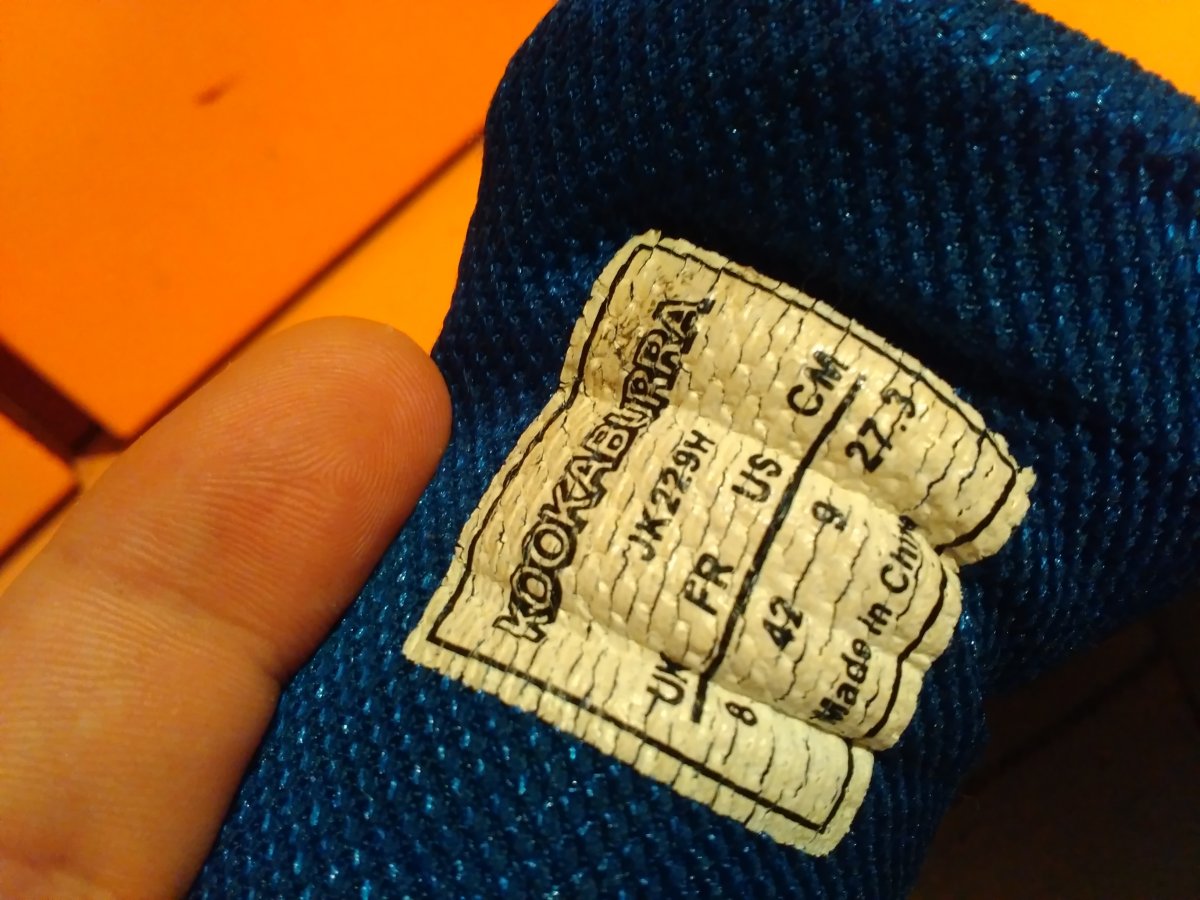 KOOKABURRA
JK229H
UK FR US CM
8 42 9 27.3
Made in China